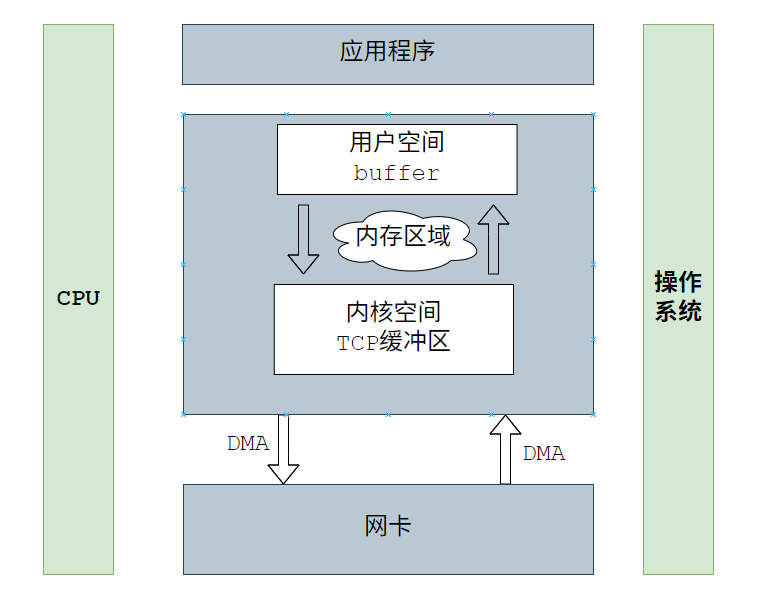 应用程序
用户空间
buffer
内存区域
内核空间
TCP缓冲区
CPU
操作
系统
DMA
DMA
网卡